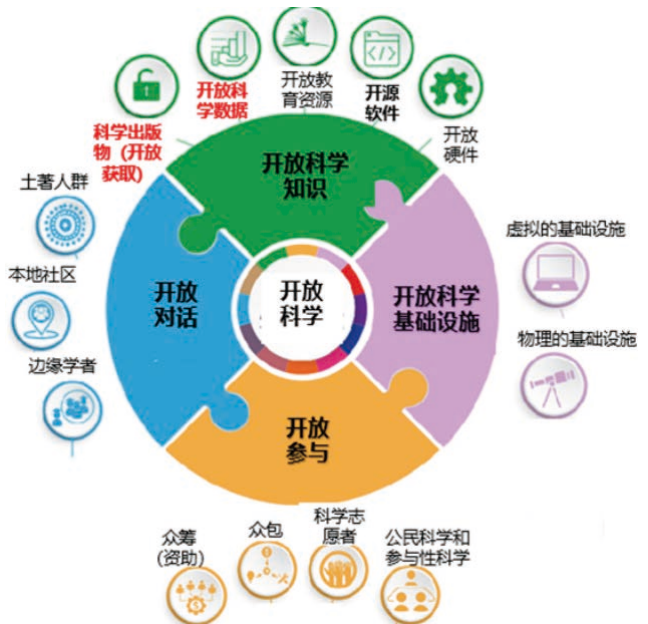 科学出版
物（开放
获取）
开放科
学数据
开放教
育资源
开源
软件
开放
硬件
开放科学
知识
土著人群
本地社区
边缘学者
开放
对话
开放
科学
开放科学
基础设施
虚拟的基础设施
物理的基础设施
开放
参与
众筹
（资助）
众包
科学志
愿者
公民科学和
参与性科学